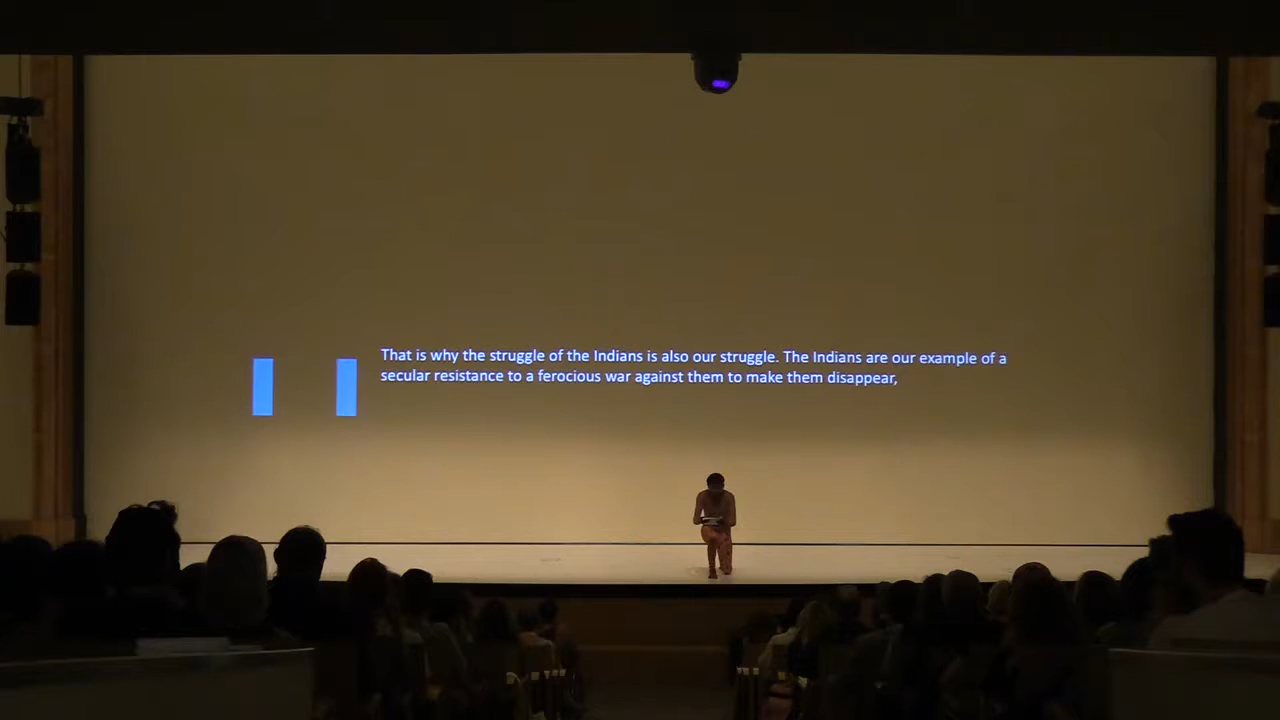 That is why the struggle of the Indians is also our struggle. The Indians are our example of a
secular resistance to a ferocious war against them to make them disappear,